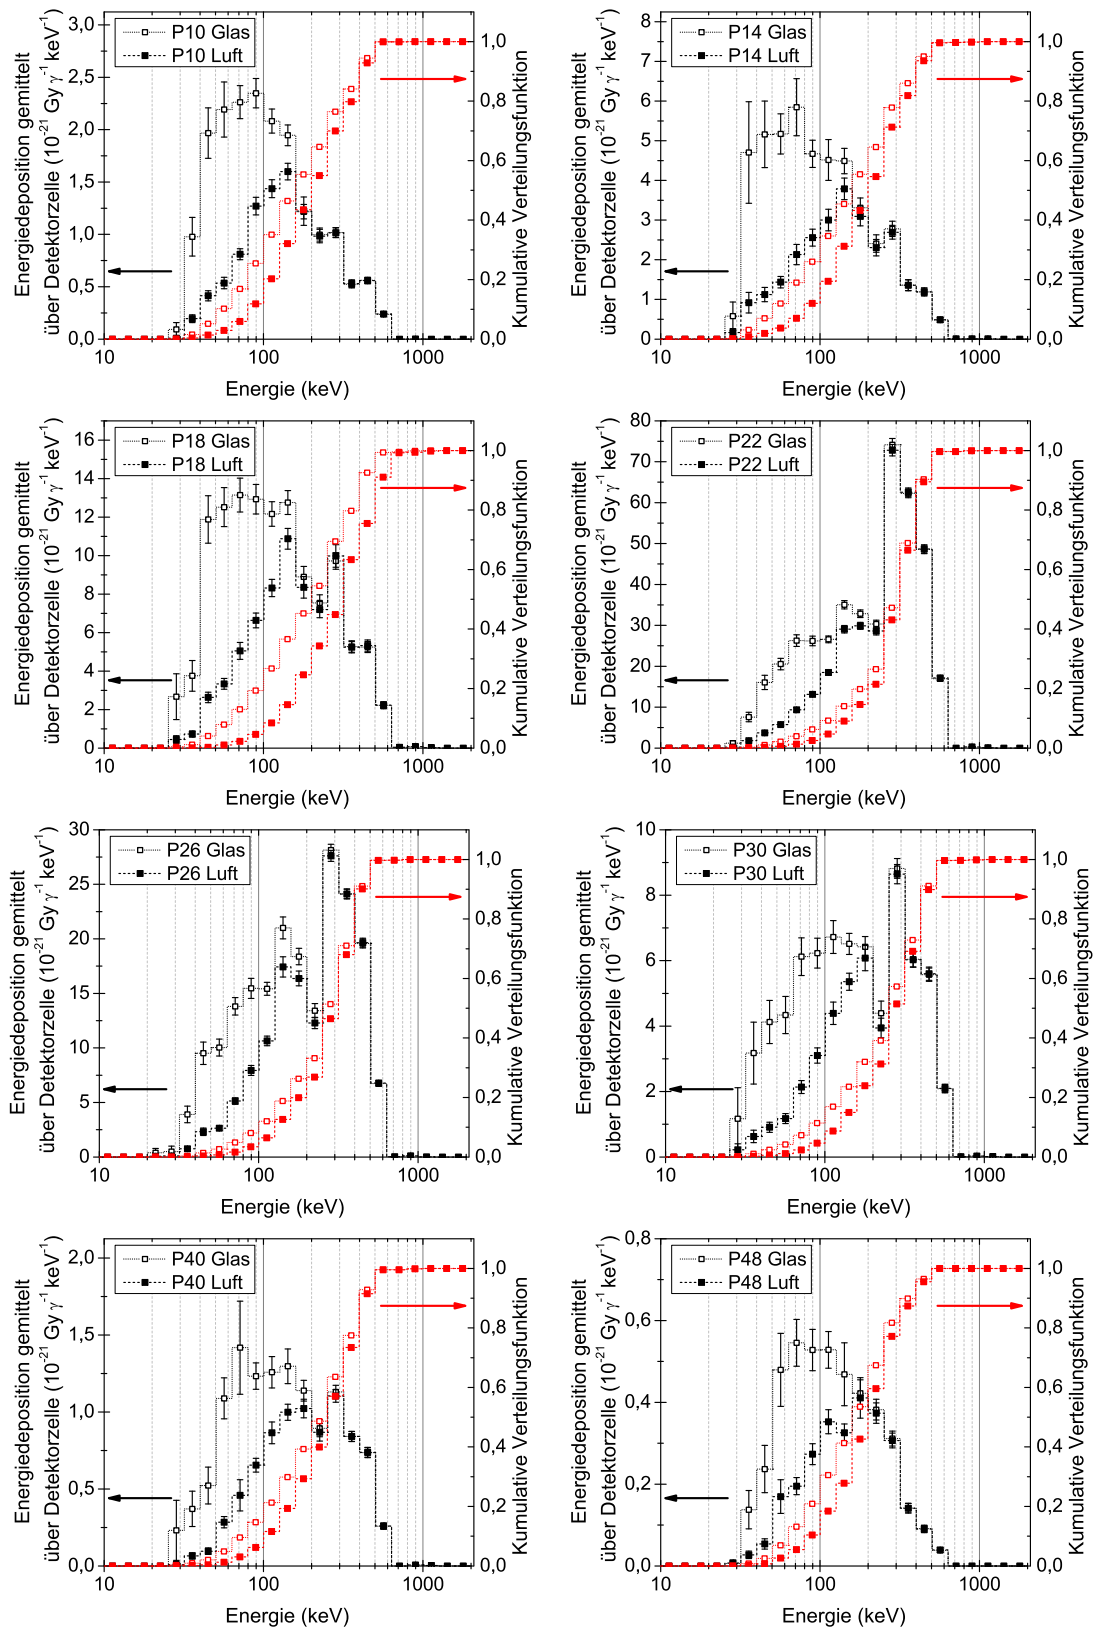 P10 Glas
P10 Luft
Energiedeposition gemittelt
über Detektorzelle (10⁻²¹ Gy γ⁻¹ keV⁻¹)
3,0
2,5
2,0
1,5
1,0
0,5
0,0
1,0
0,8
0,6
0,4
0,2
0,0
Kumulative Verteilungsfunktion
10 100 1000
Energie (keV)
P14 Glas
P14 Luft
Energiedeposition gemittelt
über Detektorzelle (10⁻²¹ Gy γ⁻¹ keV⁻¹)
8
7
6
5
4
3
2
1
0
1,0
0,8
0,6
0,4
0,2
0,0
Kumulative Verteilungsfunktion
10 100 1000
Energie (keV)
P18 Glas
P18 Luft
Energiedeposition gemittelt
über Detektorzelle (10⁻²¹ Gy γ⁻¹ keV⁻¹)
16
14
12
10
8
6
4
2
0
1,0
0,8
0,6
0,4
0,2
0,0
Kumulative Verteilungsfunktion
10 100 1000
Energie (keV)
P22 Glas
P22 Luft
Energiedeposition gemittelt
über Detektorzelle (10⁻²¹ Gy γ⁻¹ keV⁻¹)
80
70
60
50
40
30
20
10
0
1,0
0,8
0,6
0,4
0,2
0,0
Kumulative Verteilungsfunktion
10 100 1000
Energie (keV)
P26 Glas
P26 Luft
Energiedeposition gemittelt
über Detektorzelle (10⁻²¹ Gy γ⁻¹ keV⁻¹)
30
25
20
15
10
5
0
1,0
0,8
0,6
0,4
0,2
0,0
Kumulative Verteilungsfunktion
10 100 1000
Energie (keV)
P30 Glas
P30 Luft
Energiedeposition gemittelt
über Detektorzelle (10⁻²¹ Gy γ⁻¹ keV⁻¹)
10
8
6
4
2
0
1,0
0,8
0,6
0,4
0,2
0,0
Kumulative Verteilungsfunktion
10 100 1000
Energie (keV)
P40 Glas
P40 Luft
Energiedeposition gemittelt
über Detektorzelle (10⁻²¹ Gy γ⁻¹ keV⁻¹)
2,0
1,5
1,0
0,5
0,0
1,0
0,8
0,6
0,4
0,2
0,0
Kumulative Verteilungsfunktion
10 100 1000
Energie (keV)
P48 Glas
P48 Luft
Energiedeposition gemittelt
über Detektorzelle (10⁻²¹ Gy γ⁻¹ keV⁻¹)
0,8
0,6
0,4
0,2
0,0
1,0
0,8
0,6
0,4
0,2
0,0
Kumulative Verteilungsfunktion
10 100 1000
Energie (keV)